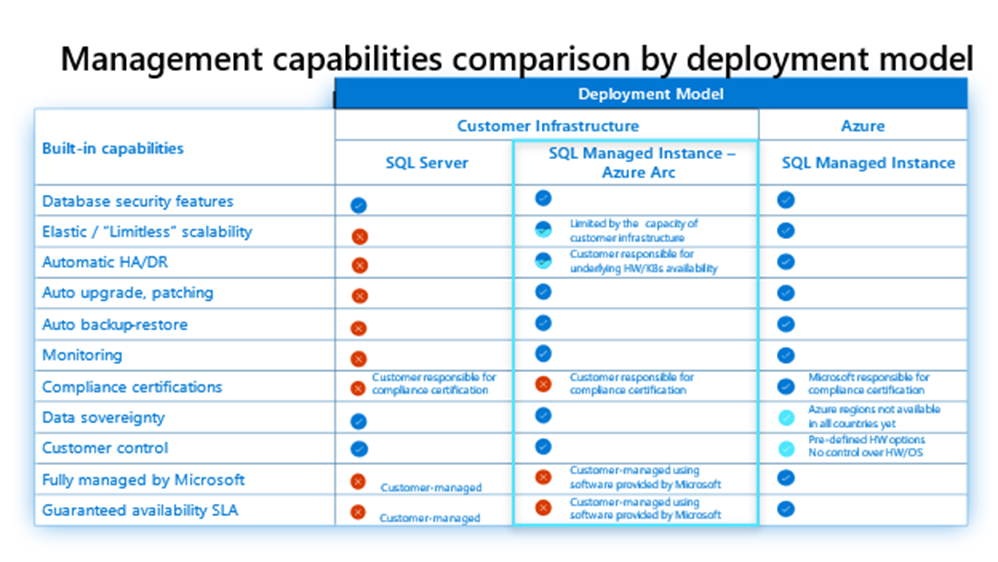 Management capabilities comparison by deployment model
Deployment Model
Built-in capabilities
Customer Infrastructure
Azure
SQL Server
SQL Managed Instance –
Azure Arc
SQL Managed Instance
Database security features
Elastic / “Limitless” scalability
Limited by the capacity of
customer infrastructure
Automatic HA/DR
Customer responsible for
underlying HW/K8s availability
Auto upgrade, patching
Auto backup-restore
Monitoring
Compliance certifications
Customer responsible for
compliance certification
Customer responsible for
compliance certification
Microsoft responsible for
compliance certification
Data sovereignty
Azure regions not available
in all countries yet
Customer control
Pre-defined HW options
No control over HW/OS
Fully managed by Microsoft
Customer-managed
Customer-managed using
software provided by Microsoft
Guaranteed availability SLA
Customer-managed
Customer-managed using
software provided by Microsoft